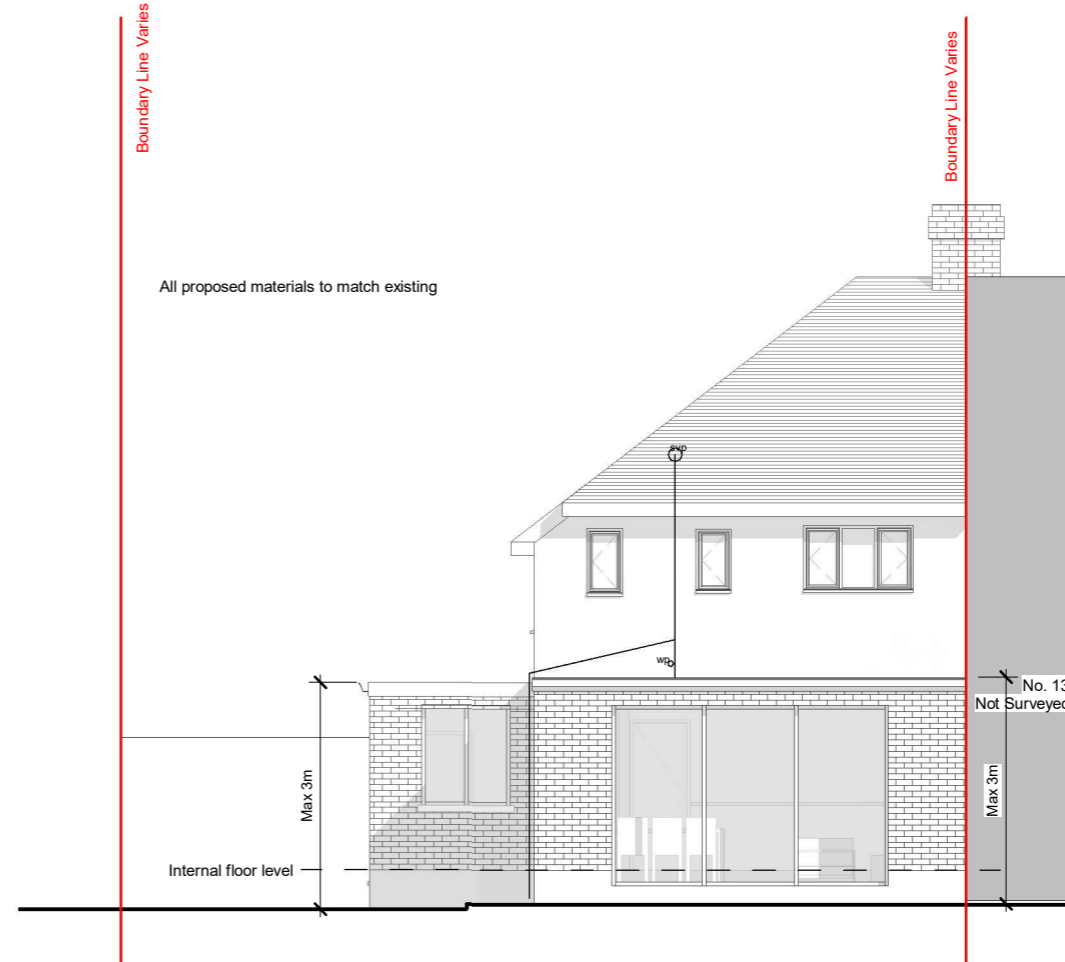 Boundary Line Varies
Boundary Line Varies
All proposed materials to match existing
svp
wp
No. 13
Not Surveyed
Max 3m
Max 3m
Internal floor level